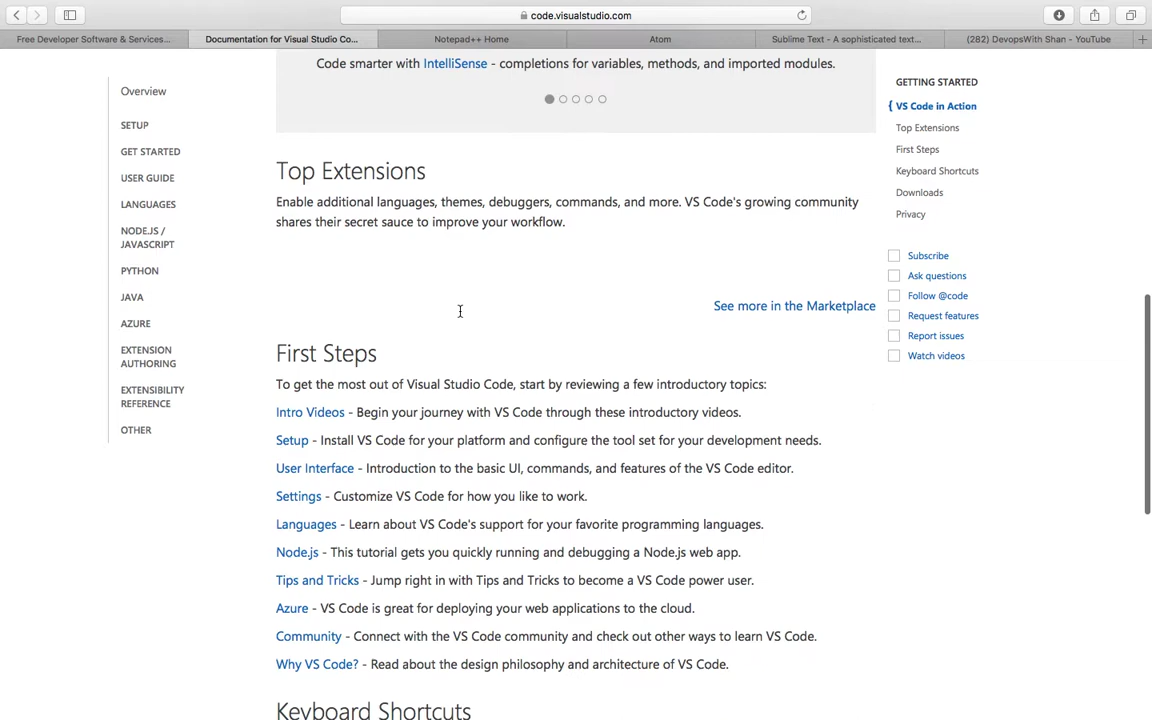 code.visualstudio.com
Free Developer Software & Services...
Documentation for Visual Studio Co...
Notepad++ Home
Atom
Sublime Text - A sophisticated text...
(282) DevopsWith Shan - YouTube
Code smarter with IntelliSense - completions for variables, methods, and imported modules.
Overview
SETUP
GET STARTED
USER GUIDE
LANGUAGES
NODE.JS /
JAVASCRIPT
PYTHON
JAVA
AZURE
EXTENSION
AUTHORING
EXTENSIBILITY
REFERENCE
OTHER
Top Extensions
Enable additional languages, themes, debuggers, commands, and more. VS Code's growing community
shares their secret sauce to improve your workflow.
See more in the Marketplace
First Steps
To get the most out of Visual Studio Code, start by reviewing a few introductory topics:
Intro Videos - Begin your journey with VS Code through these introductory videos.
Setup - Install VS Code for your platform and configure the tool set for your development needs.
User Interface - Introduction to the basic UI, commands, and features of the VS Code editor.
Settings - Customize VS Code for how you like to work.
Languages - Learn about VS Code's support for your favorite programming languages.
Node.js - This tutorial gets you quickly running and debugging a Node.js web app.
Tips and Tricks - Jump right in with Tips and Tricks to become a VS Code power user.
Azure - VS Code is great for deploying your web applications to the cloud.
Community - Connect with the VS Code community and check out other ways to learn VS Code.
Why VS Code? - Read about the design philosophy and architecture of VS Code.
Keyboard Shortcuts
GETTING STARTED
{ VS Code in Action
Top Extensions
First Steps
Keyboard Shortcuts
Downloads
Privacy
Subscribe
Ask questions
Follow @code
Request features
Report issues
Watch videos